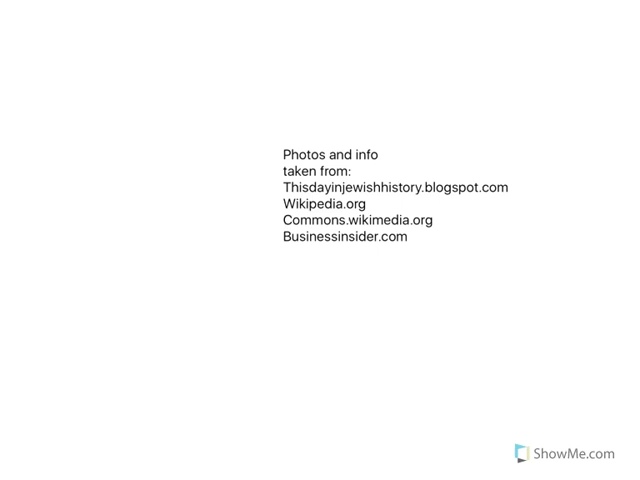 Photos and info
taken from:
Thisdayinjewishhistory.blogspot.com
Wikipedia.org
Commons.wikimedia.org
Businessinsider.com
ShowMe.com